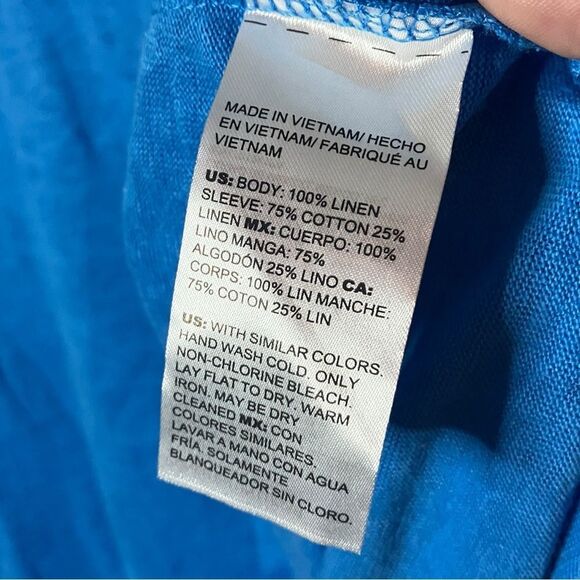 MADE IN VIETNAM/ HECHO
EN VIETNAM/ FABRIQUÉ AU
VIETNAM
US: BODY: 100% LINEN
SLEEVE: 75% COTTON 25%
LINEN MX: CUERPO: 100%
LINO MANGA: 75%
ALGODÓN 25% LINO CA:
CORPS: 100% LIN MANCHE:
75% COTON 25% LIN
US: WITH SIMILAR COLORS.
HAND WASH COLD. ONLY
NON-CHLORINE BLEACH.
LAY FLAT TO DRY. WARM
IRON. MAY BE DRY
CLEANED MX: CON
COLORES SIMILARES.
LAVAR A MANO CON AGUA
FRÍA. SOLAMENTE
BLANQUEADOR SIN CLORO.